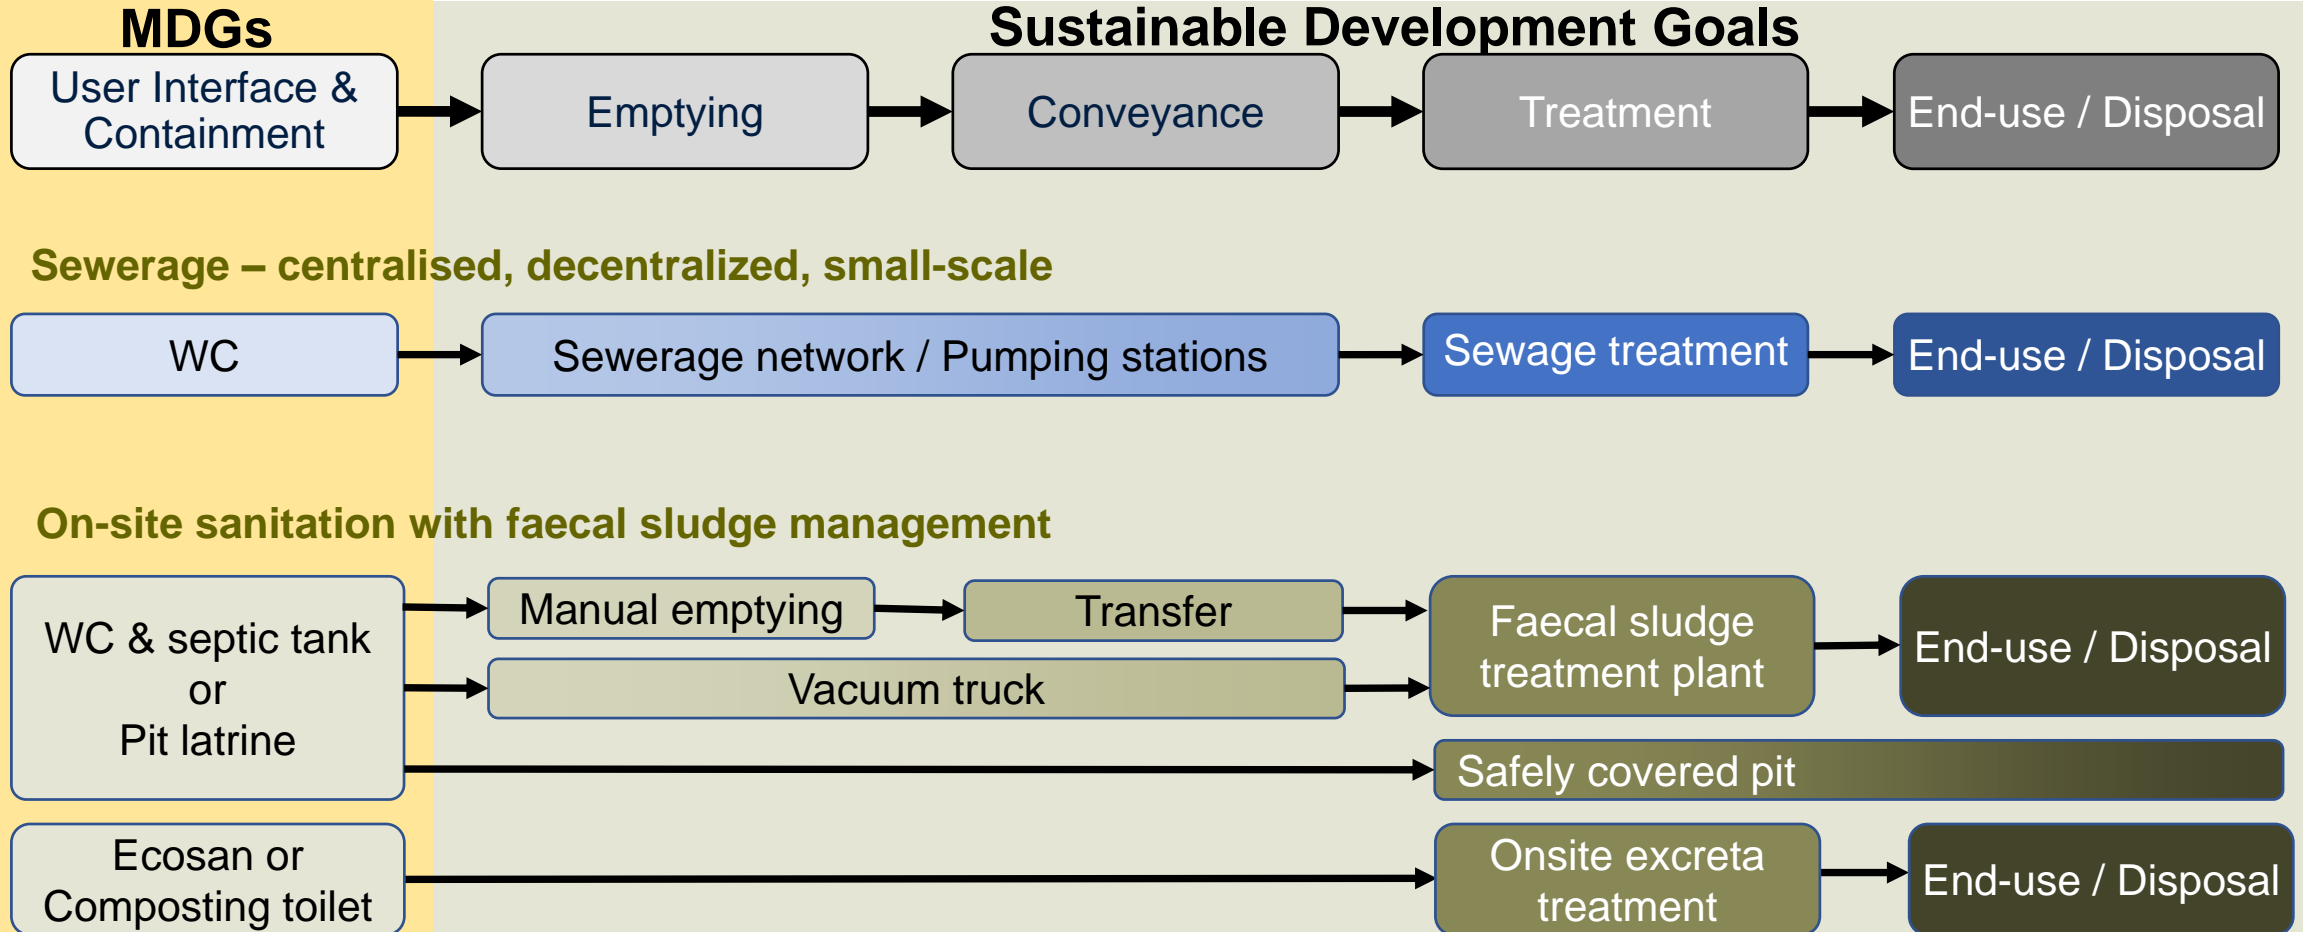 MDGs
Sustainable Development Goals
User Interface &
Containment
Emptying
Conveyance
Treatment
End-use / Disposal
Sewerage – centralised, decentralized, small-scale
WC
Sewerage network / Pumping stations
Sewage treatment
End-use / Disposal
On-site sanitation with faecal sludge management
WC & septic tank
or
Pit latrine
Manual emptying
Transfer
Vacuum truck
Faecal sludge
treatment plant
End-use / Disposal
Safely covered pit
Ecosan or
Composting toilet
Onsite excreta
treatment
End-use / Disposal